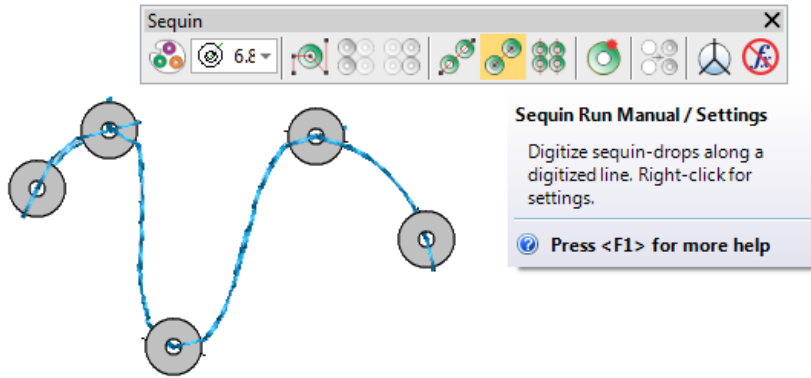 Sequin
6.8
Sequin Run Manual / Settings
Digitize sequin-drops along a
digitized line. Right-click for
settings.
Press <F1> for more help